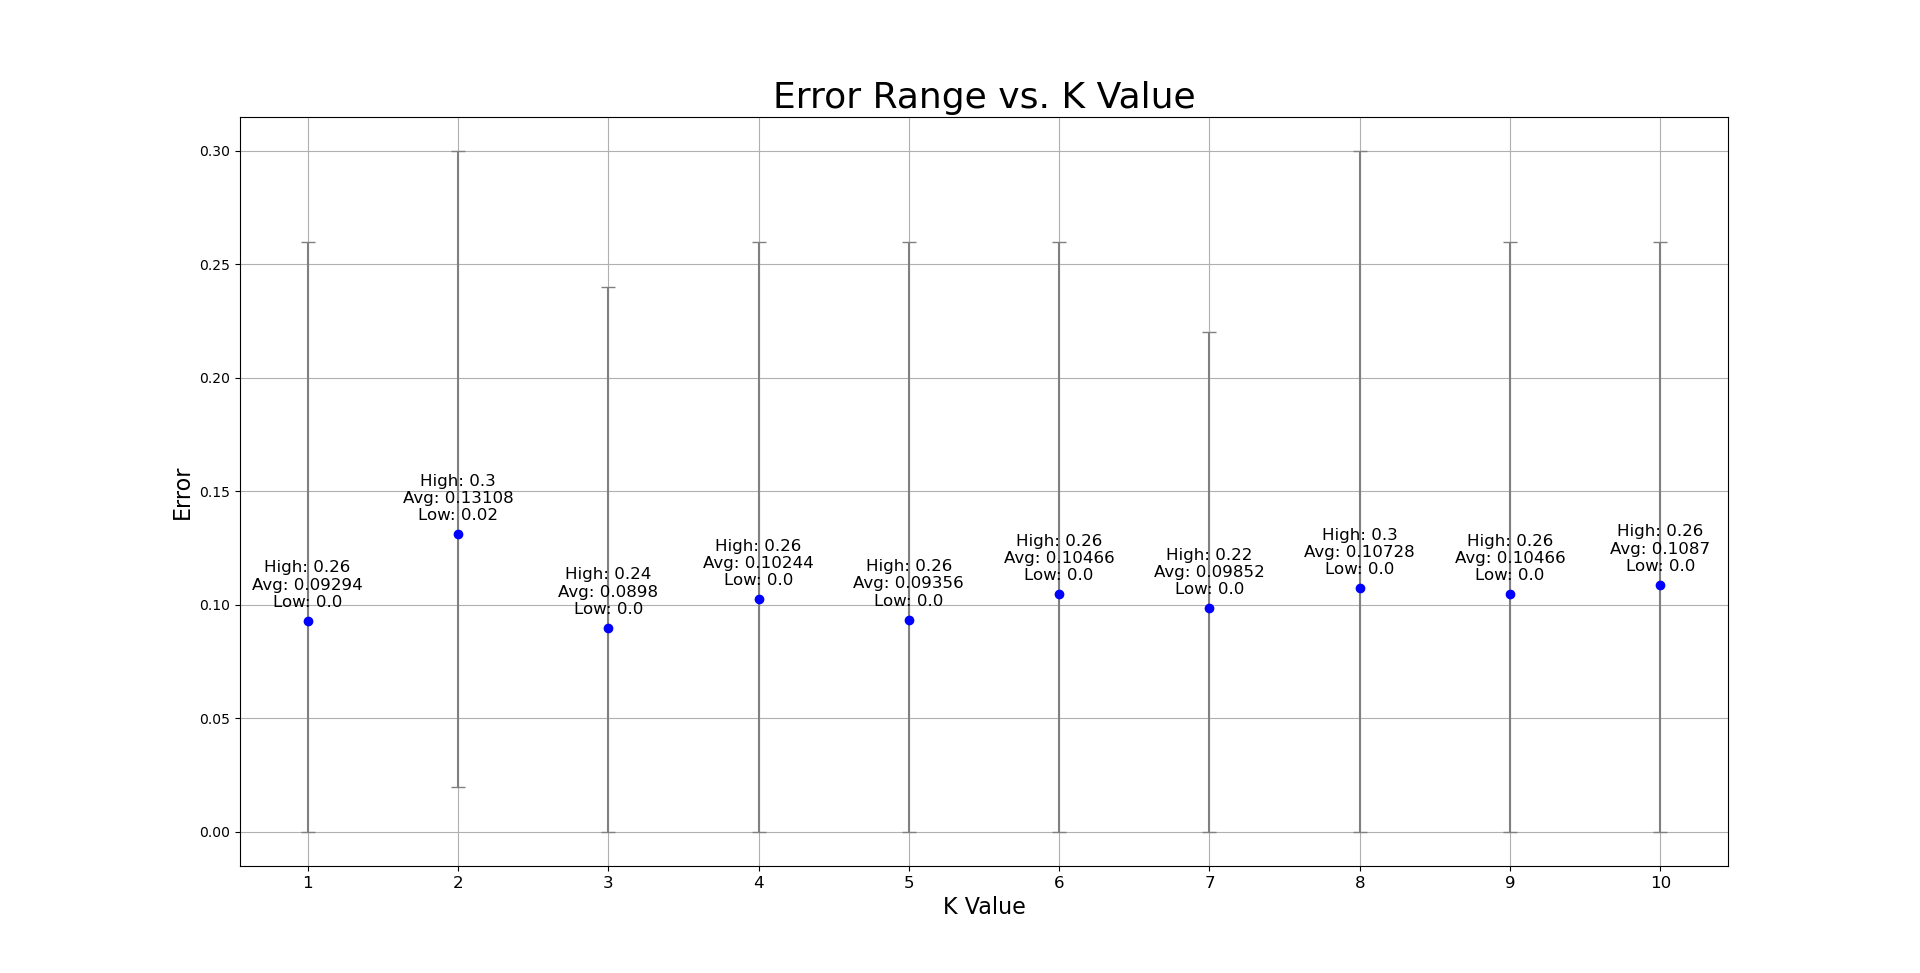 Error Range vs. K Value
0.30
0.25
0.20
0.15
0.10
0.05
0.00
Error
High: 0.26
Avg: 0.09294
Low: 0.0
High: 0.3
Avg: 0.13108
Low: 0.02
High: 0.24
Avg: 0.0898
Low: 0.0
High: 0.26
Avg: 0.10244
Low: 0.0
High: 0.26
Avg: 0.09356
Low: 0.0
High: 0.26
Avg: 0.10466
Low: 0.0
High: 0.22
Avg: 0.09852
Low: 0.0
High: 0.3
Avg: 0.10728
Low: 0.0
High: 0.26
Avg: 0.10466
Low: 0.0
High: 0.26
Avg: 0.1087
Low: 0.0
1 2 3 4 5 6 7 8 9 10
K Value